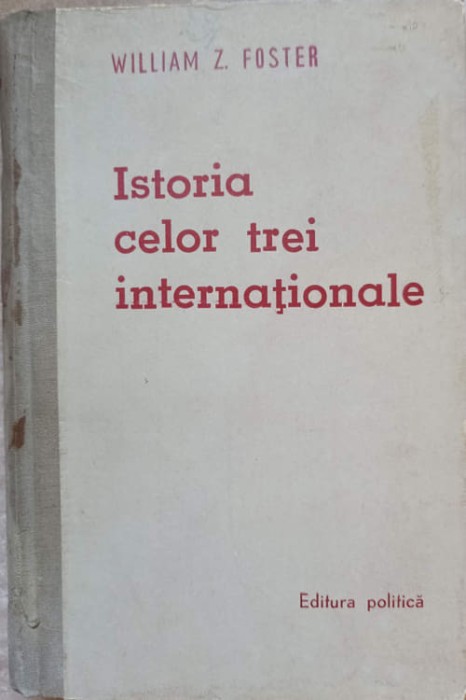 WILLIAM Z. FOSTER
Istoria
celor trei
internaţionale
Editura politică